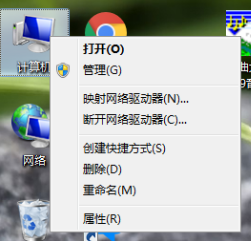 计算机
打开(O)
管理(G)
映射网络驱动器(N)...
断开网络驱动器(C)...
创建快捷方式(S)
删除(D)
重命名(M)
属性(R)
网络